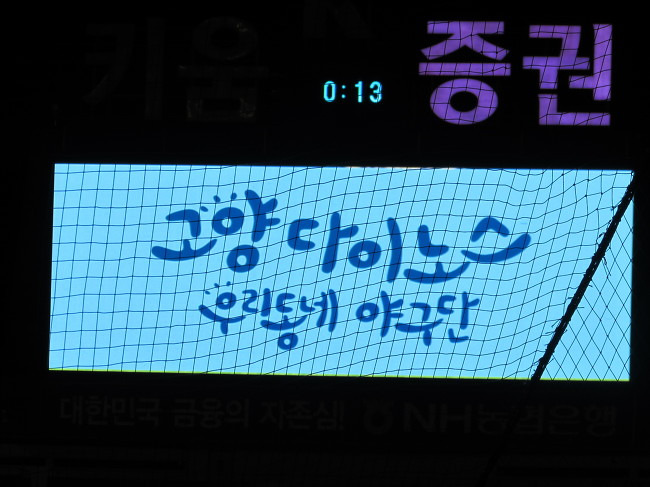 키움 증권
0:13
고양 다이노스
우리동네 야구단
대한민국 금융의 자존심! NH농협은행